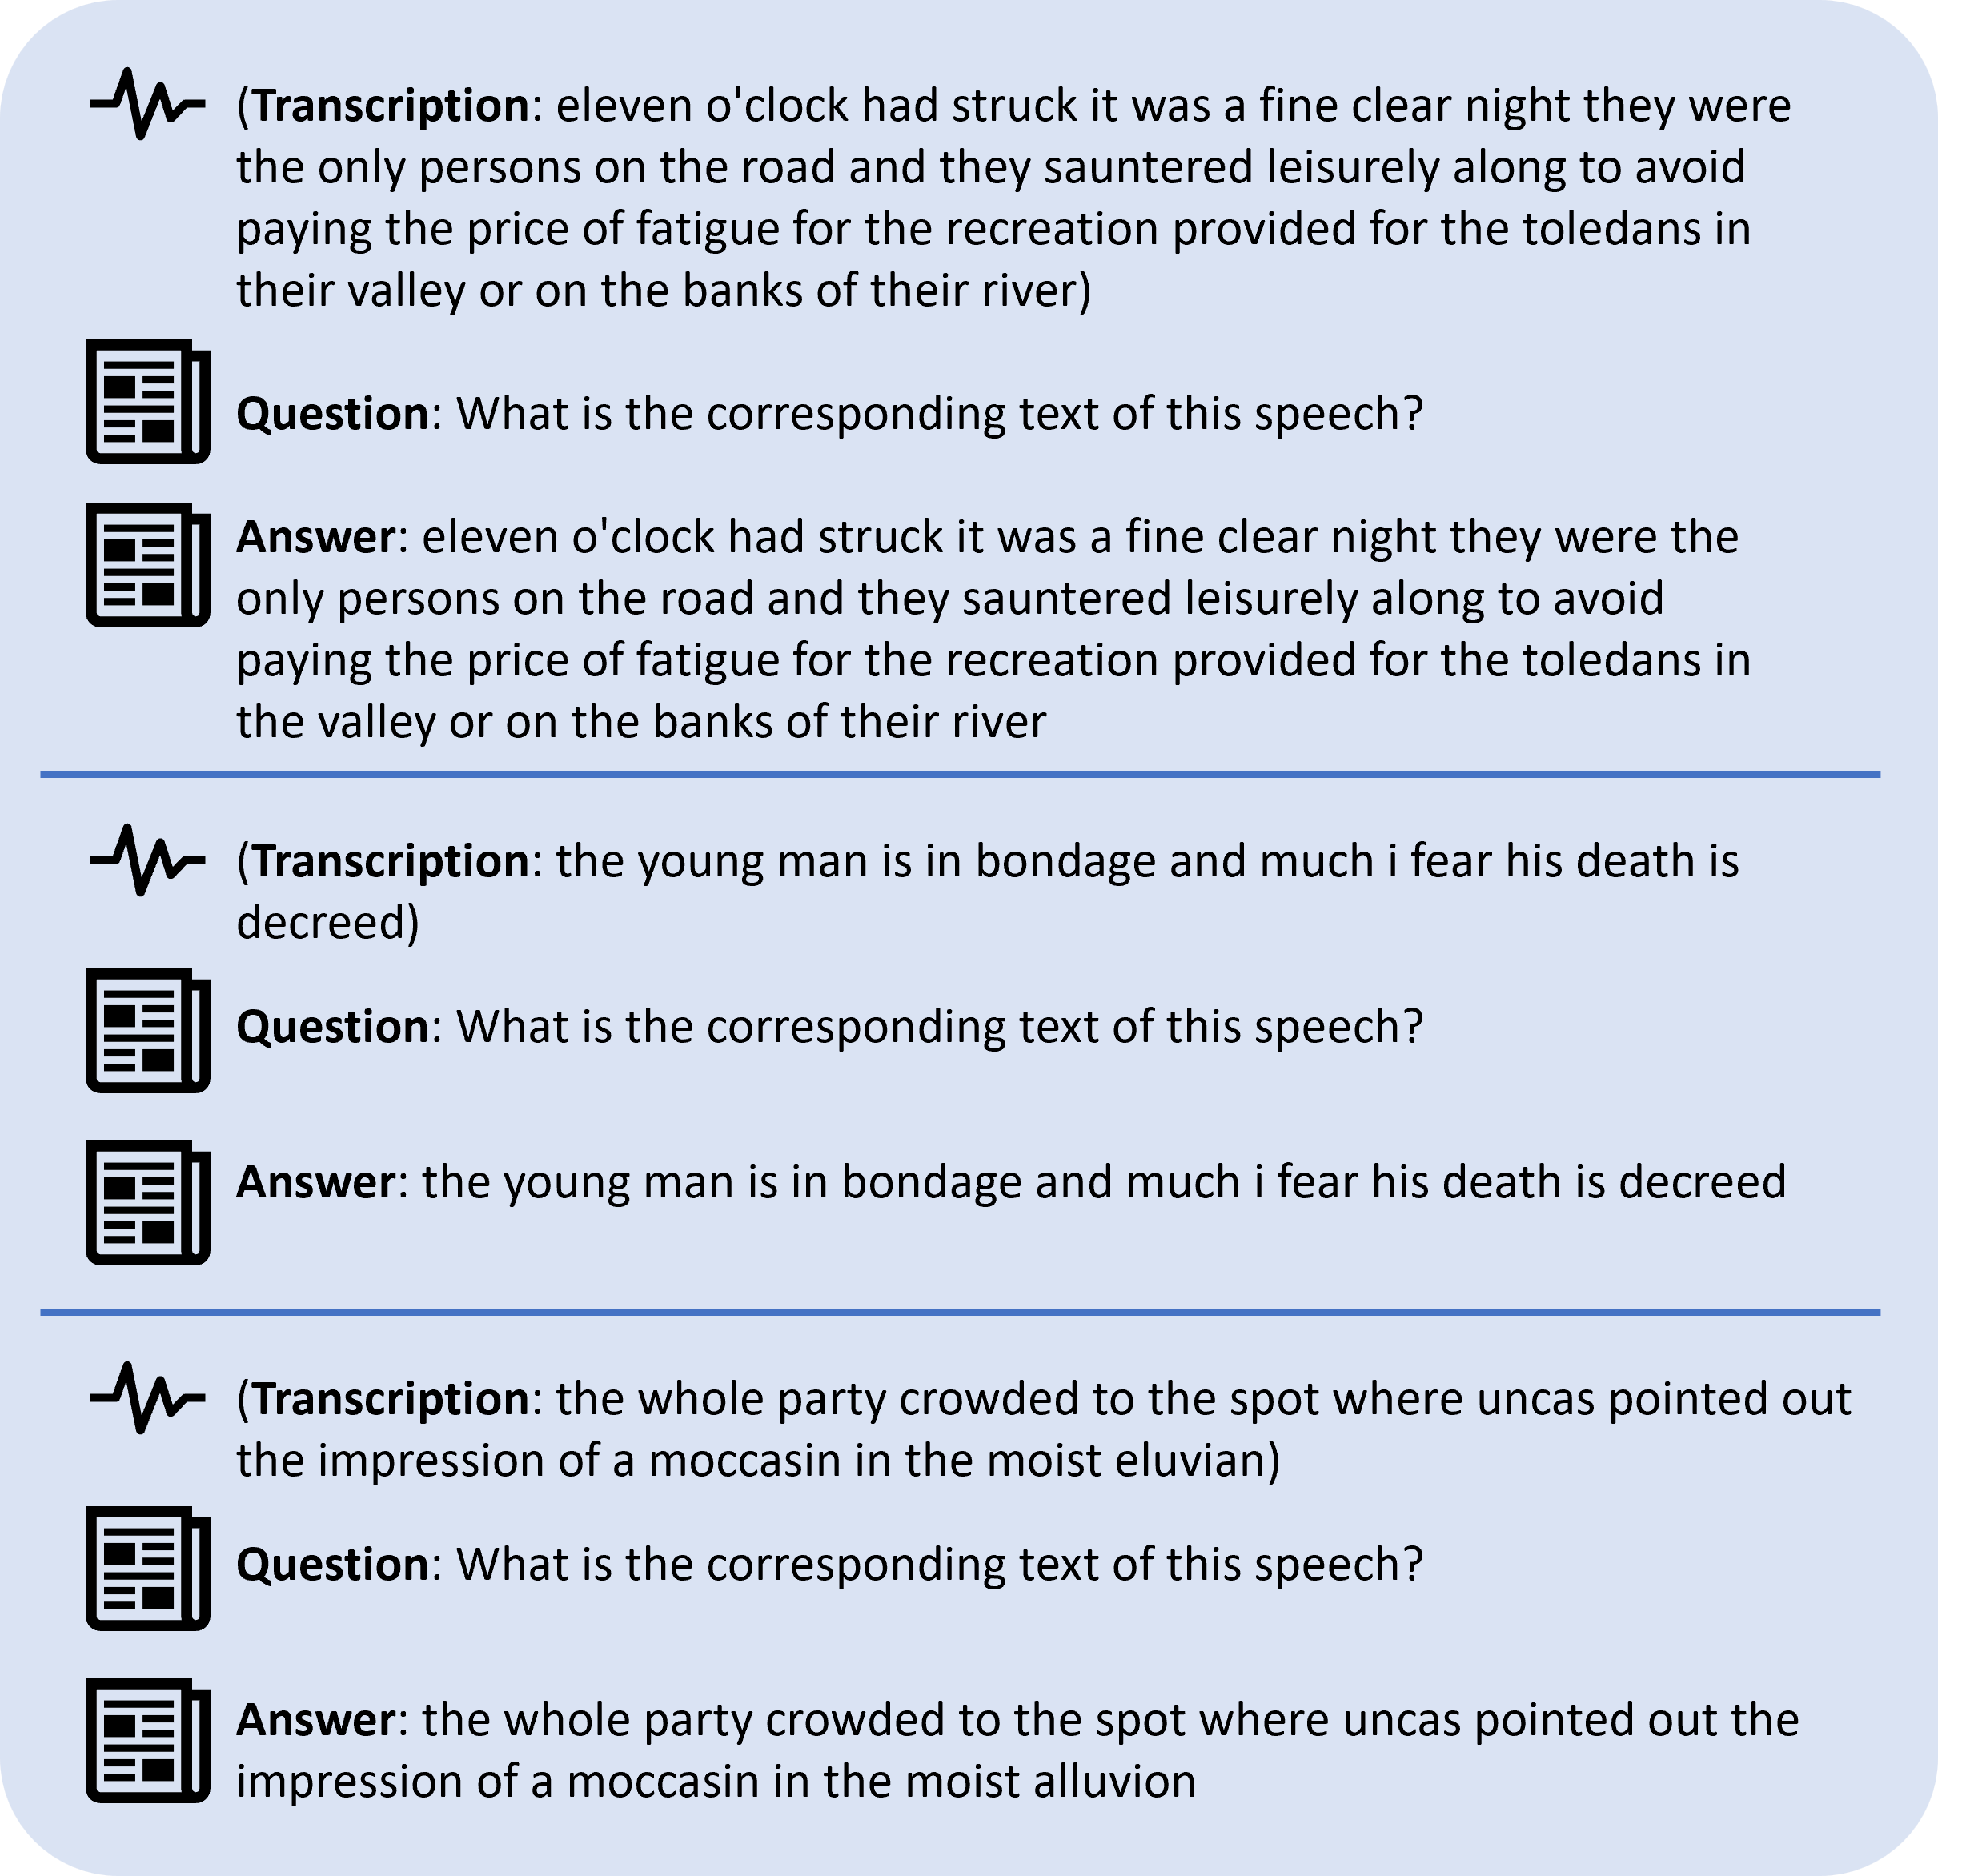 (Transcription: eleven o'clock had struck it was a fine clear night they were
the only persons on the road and they sauntered leisurely along to avoid
paying the price of fatigue for the recreation provided for the toledans in
their valley or on the banks of their river)
Question: What is the corresponding text of this speech?
Answer: eleven o'clock had struck it was a fine clear night they were the
only persons on the road and they sauntered leisurely along to avoid
paying the price of fatigue for the recreation provided for the toledans in
the valley or on the banks of their river
(Transcription: the young man is in bondage and much i fear his death is
decreed)
Question: What is the corresponding text of this speech?
Answer: the young man is in bondage and much i fear his death is decreed
(Transcription: the whole party crowded to the spot where uncas pointed out
the impression of a moccasin in the moist eluvian)
Question: What is the corresponding text of this speech?
Answer: the whole party crowded to the spot where uncas pointed out the
impression of a moccasin in the moist alluvion